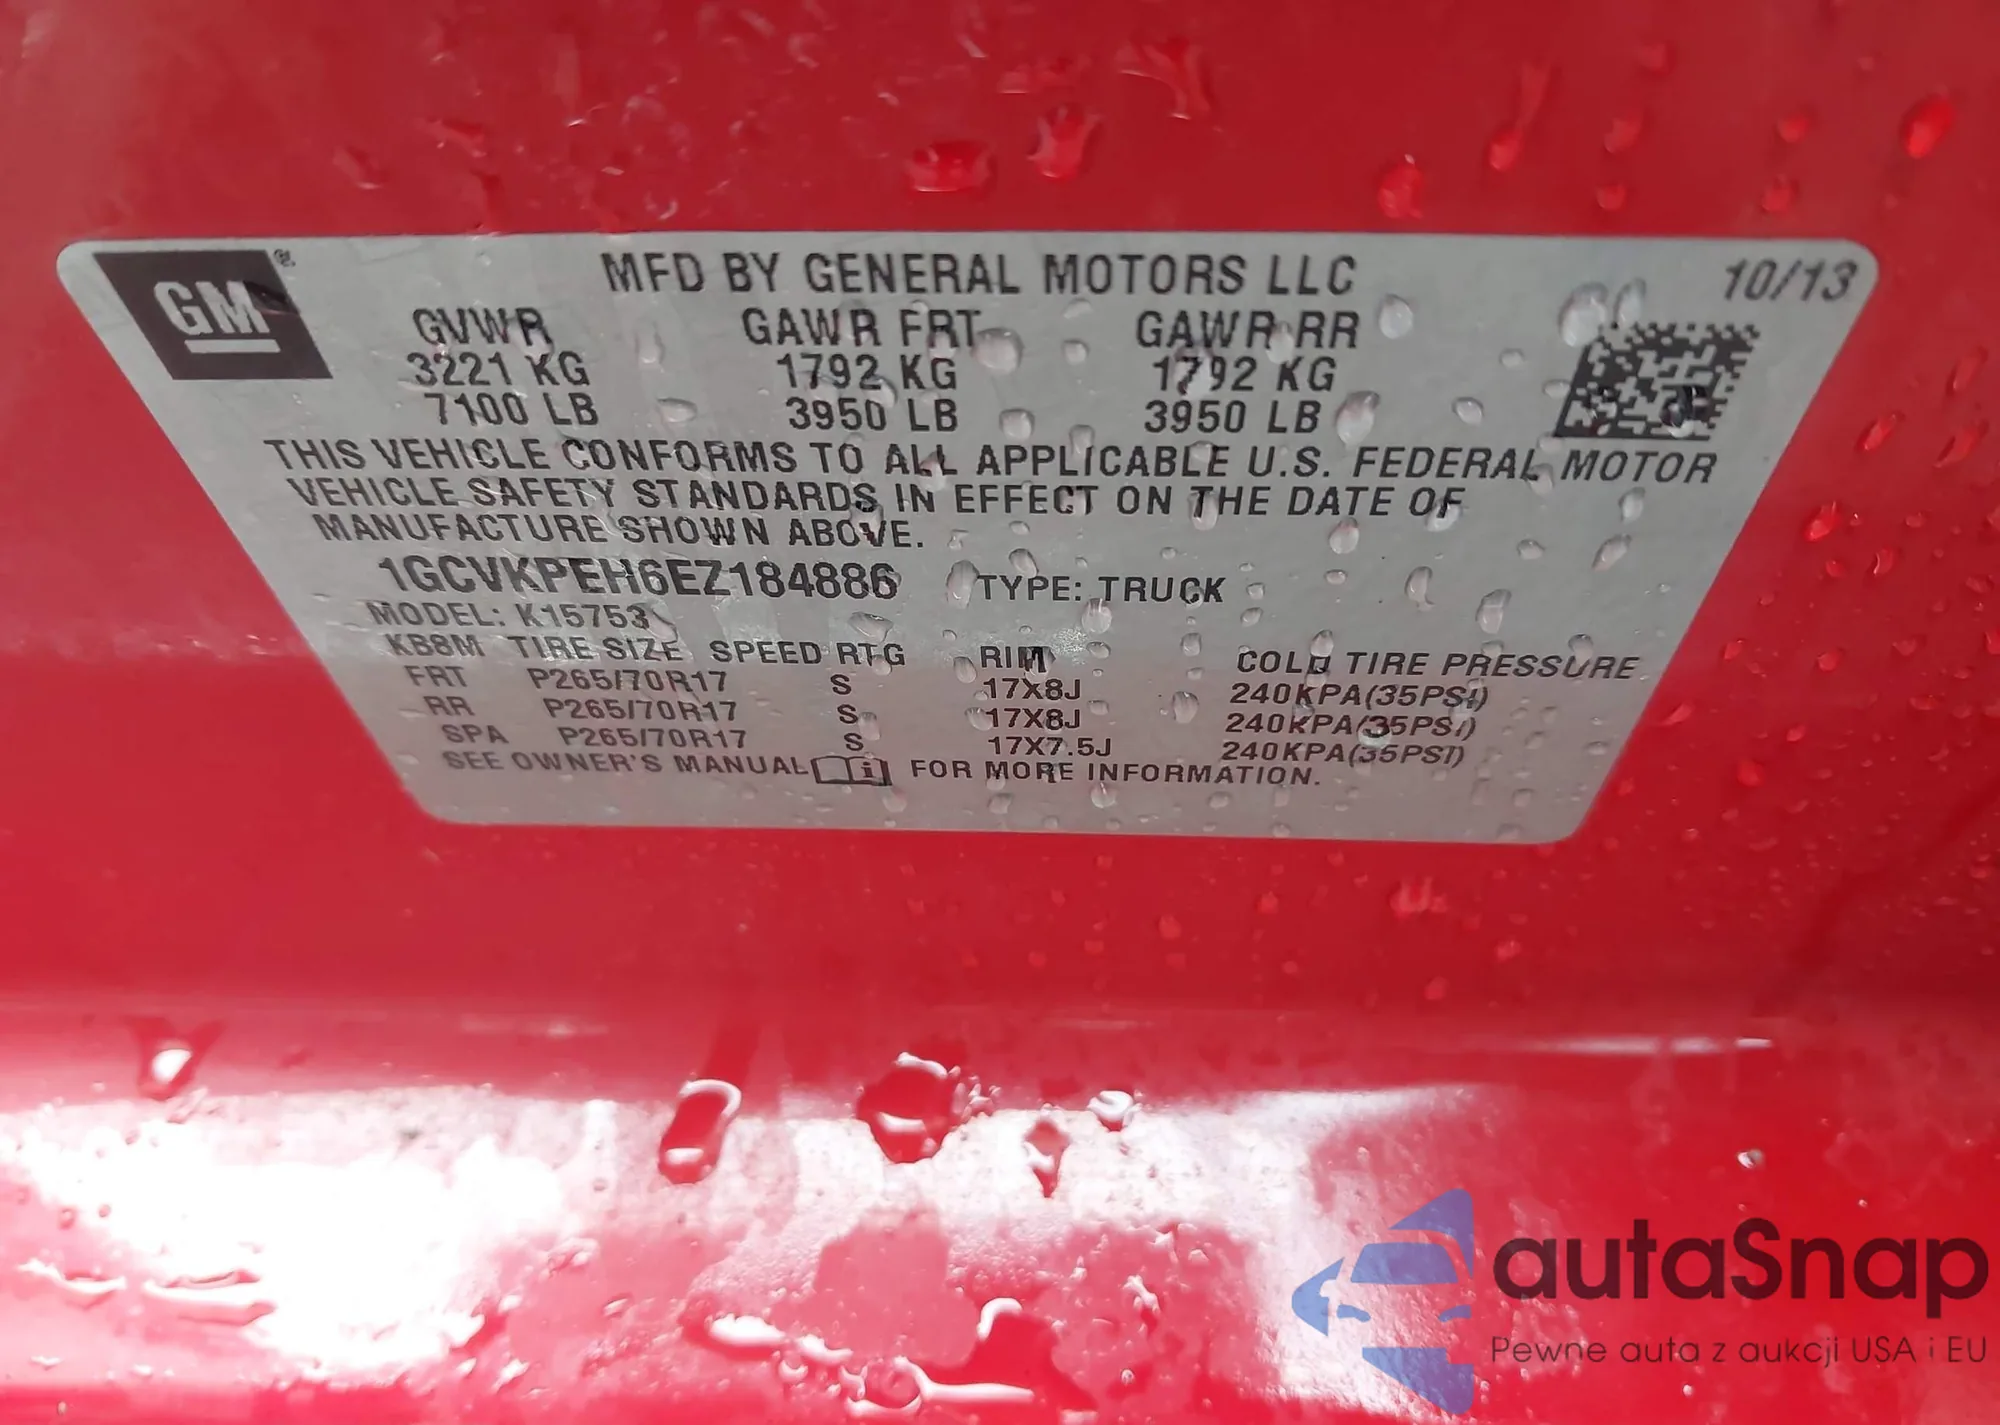 GM ®
MFD BY GENERAL MOTORS LLC 10/13
GVWR GAWR FRT GAWR RR
3221 KG 1792 KG 1792 KG
7100 LB 3950 LB 3950 LB
THIS VEHICLE CONFORMS TO ALL APPLICABLE U.S. FEDERAL MOTOR
VEHICLE SAFETY STANDARDS IN EFFECT ON THE DATE OF
MANUFACTURE SHOWN ABOVE.
1GCVKPEH6EZ184886 TYPE: TRUCK
MODEL: K15753
KB8M TIRE SIZE SPEED RTG RIM COLD TIRE PRESSURE
FRT P265/70R17 S 17X8J 240KPA(35PSI)
RR P265/70R17 S 17X8J 240KPA(35PSI)
SPA P265/70R17 S 17X7.5J 240KPA(35PSI)
SEE OWNER'S MANUAL i FOR MORE INFORMATION.
autaSnap
Pewne auta z aukcji USA i EU